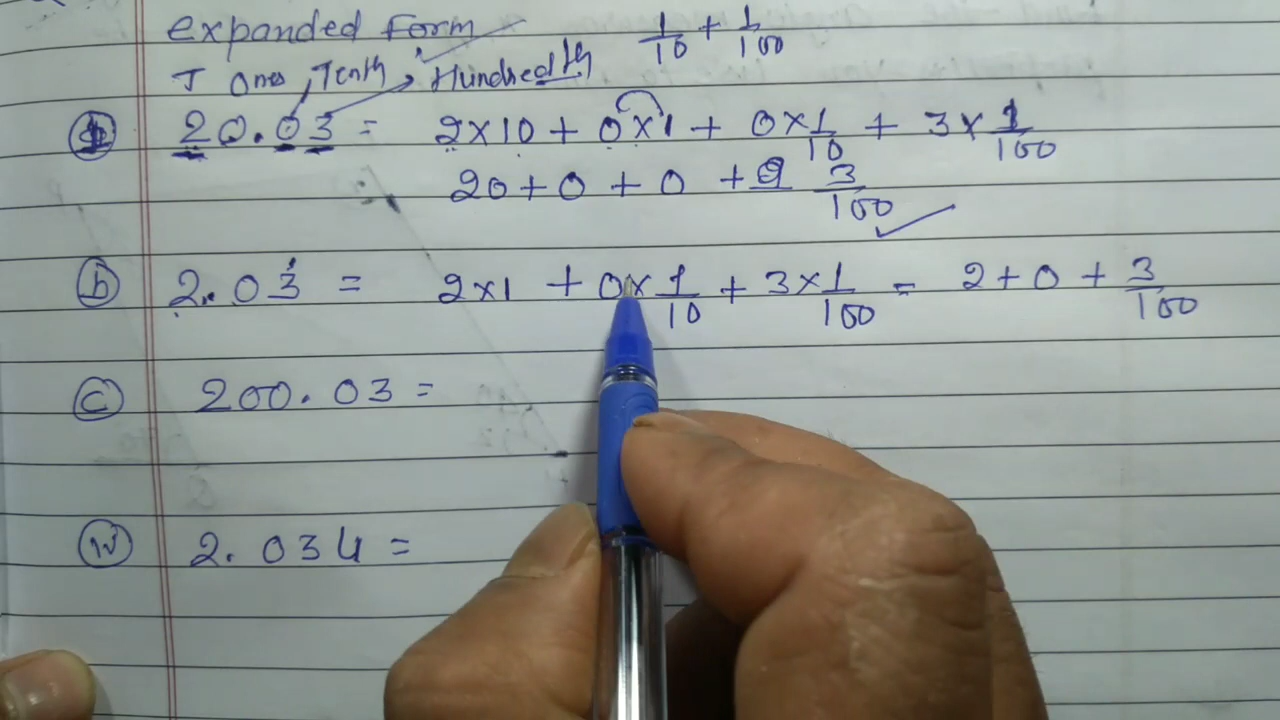 expanded form 1/10 + 1/100
T Ones, Tenth Hundredth
20.03 = 2×10 + 0×1 + 0×1/10 + 3×1/100
20+0+0 + 3/100
(b) 2.03 = 2×1 + 0×1/10 + 3×1/100 = 2+0+3/100
(c) 200.03 =
(iv) 2.034 =